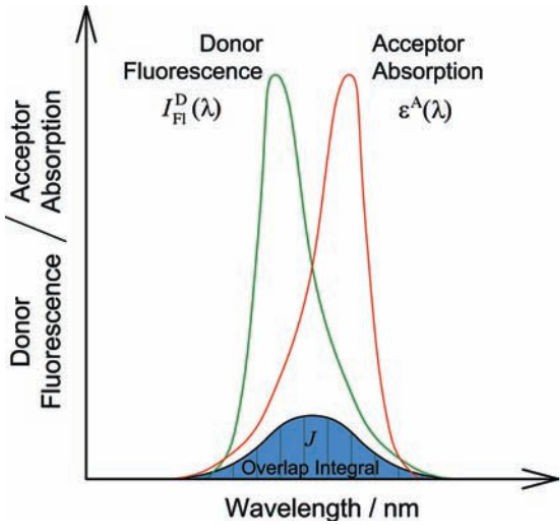 Donor
Fluorescence
I_Fl^D(λ)
Acceptor
Absorption
ε^A(λ)
Donor Fluorescence / Acceptor Absorption
J
Overlap Integral
Wavelength / nm